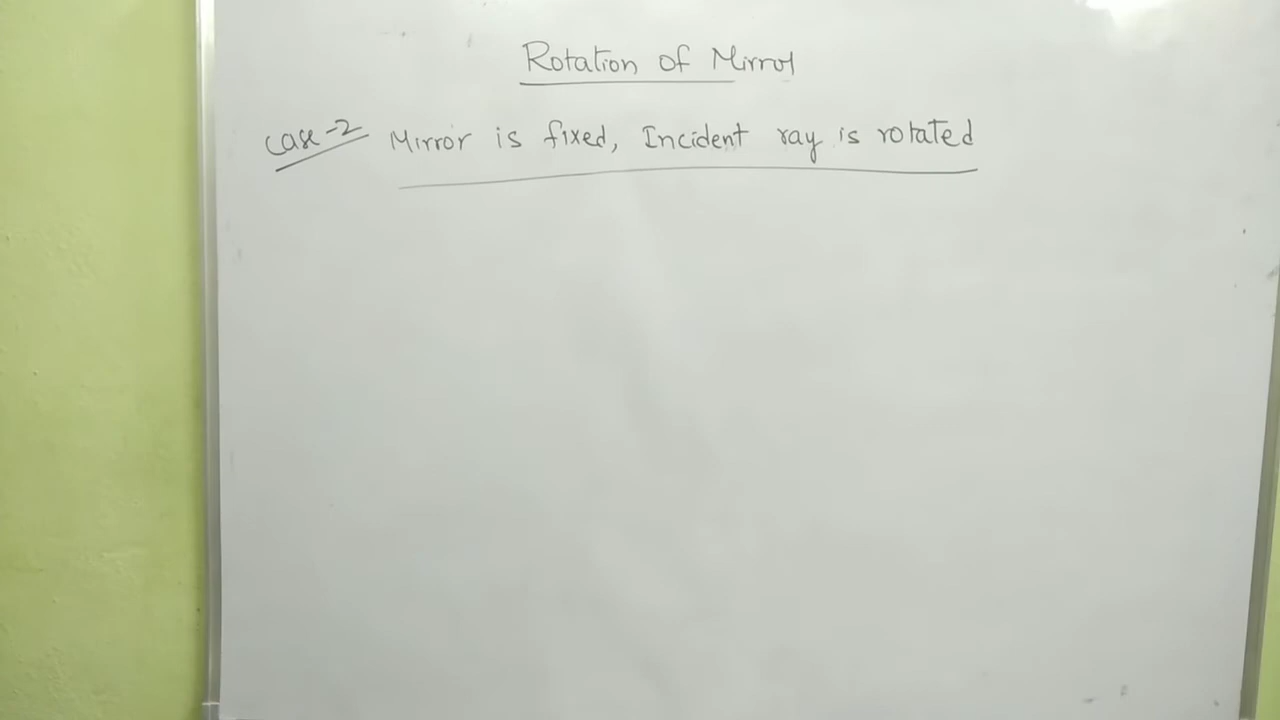 Rotation of Mirror
Case-2 Mirror is fixed, Incident ray is rotated